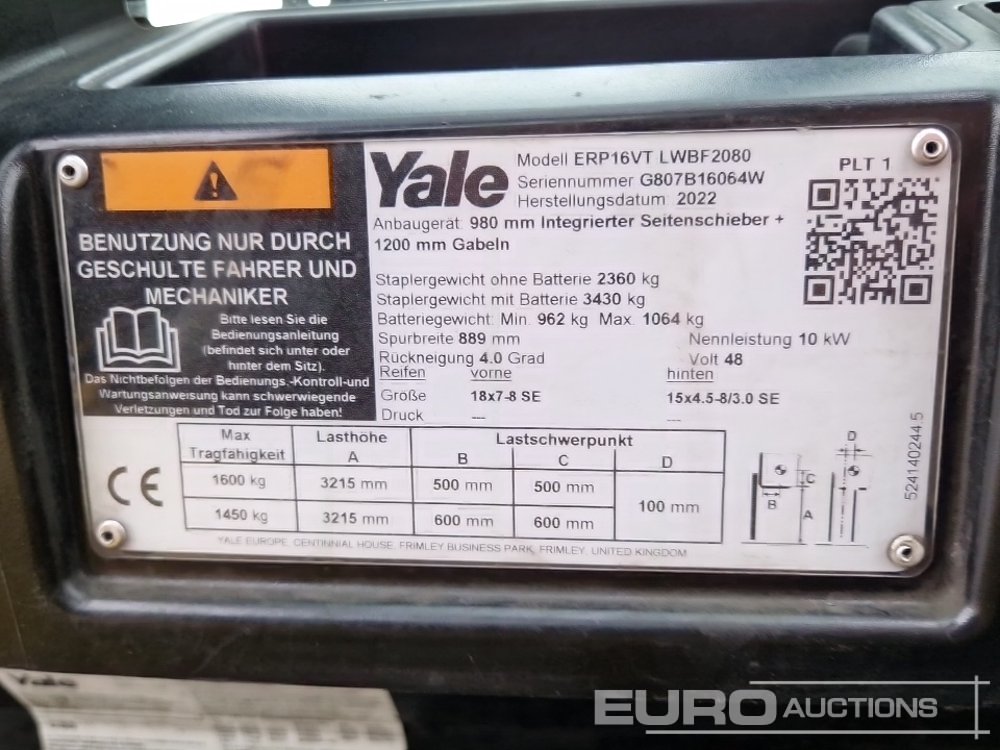 BENUTZUNG NUR DURCH
GESCHULTE FAHRER UND
MECHANIKER
Bitte lesen Sie die
Bedienungsanleitung
(befindet sich unter oder
hinter dem Sitz).
Das Nichtbefolgen der Bedienungs.-Kontroll-und
Wartungsanweisung kann schwerwiegende
Verletzungen und Tod zur Folge haben!
Yale
Modell ERP16VT LWBF2080
Seriennummer G807B16064W
Herstellungsdatum 2022
PLT 1
Anbaugerät 980 mm Integrierter Seitenschieber +
1200 mm Gabeln
Staplergewicht ohne Batterie 2360 kg
Staplergewicht mit Batterie 3430 kg
Batteriegewicht: Min. 962 kg Max. 1064 kg
Spurbreite 889 mm Nennleistung 10 kW
Rückneigung 4.0 Grad Volt 48
Reifen vorne hinten
Größe 18x7-8 SE 15x4.5-8/3.0 SE
Druck --- ---
Max Tragfähigkeit Lasthöhe A Lastschwerpunkt B C D
1600 kg 3215 mm 500 mm 500 mm 100 mm
1450 kg 3215 mm 600 mm 600 mm
CE
D
C
B
A
524140244.5
YALE EUROPE, CENTINNIAL HOUSE, FRIMLEY BUSINESS PARK, FRIMLEY, UNITED KINGDOM
Yale
EURO AUCTIONS